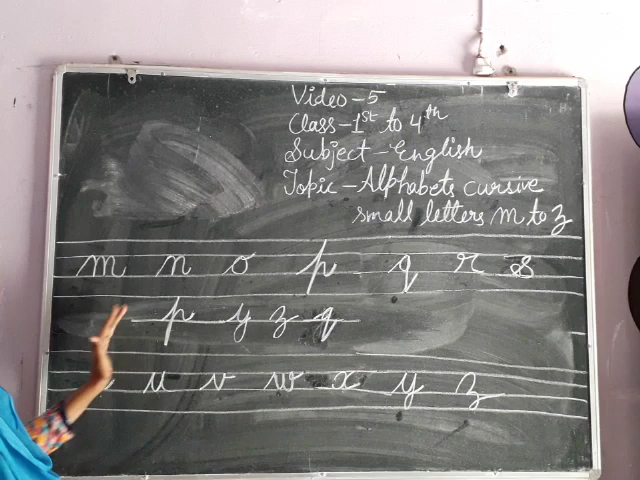 Video-5
Class-1st to 4th
Subject-English
Topic-Alphabets cursive
small letters m to z
m n o p q r s
p y z q
u v w x y z